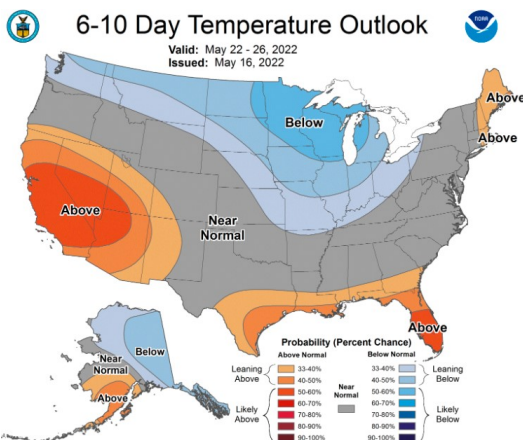 6-10 Day Temperature Outlook
Valid: May 22 - 26, 2022
Issued: May 16, 2022
NOAA
Below
Above
Above
Above
Near
Normal
Above
Below
Near
Normal
Above
Probability (Percent Chance)
Above Normal
Below Normal
Leaning
Above
33-40%
40-50%
Likely
Above
50-60%
60-70%
70-80%
80-90%
90-100%
Near
Normal
33-40%
40-50%
Leaning
Below
50-60%
60-70%
70-80%
80-90%
90-100%
Likely
Below